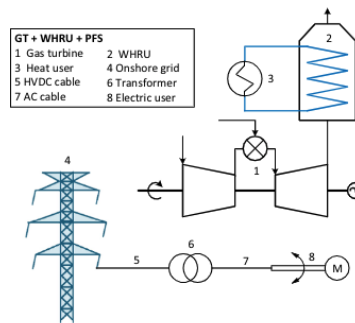 GT + WHRU + PFS
1 Gas turbine 2 WHRU
3 Heat user 4 Onshore grid
5 HVDC cable 6 Transformer
7 AC cable 8 Electric user
2
3
1
4
6
5
7
8
M